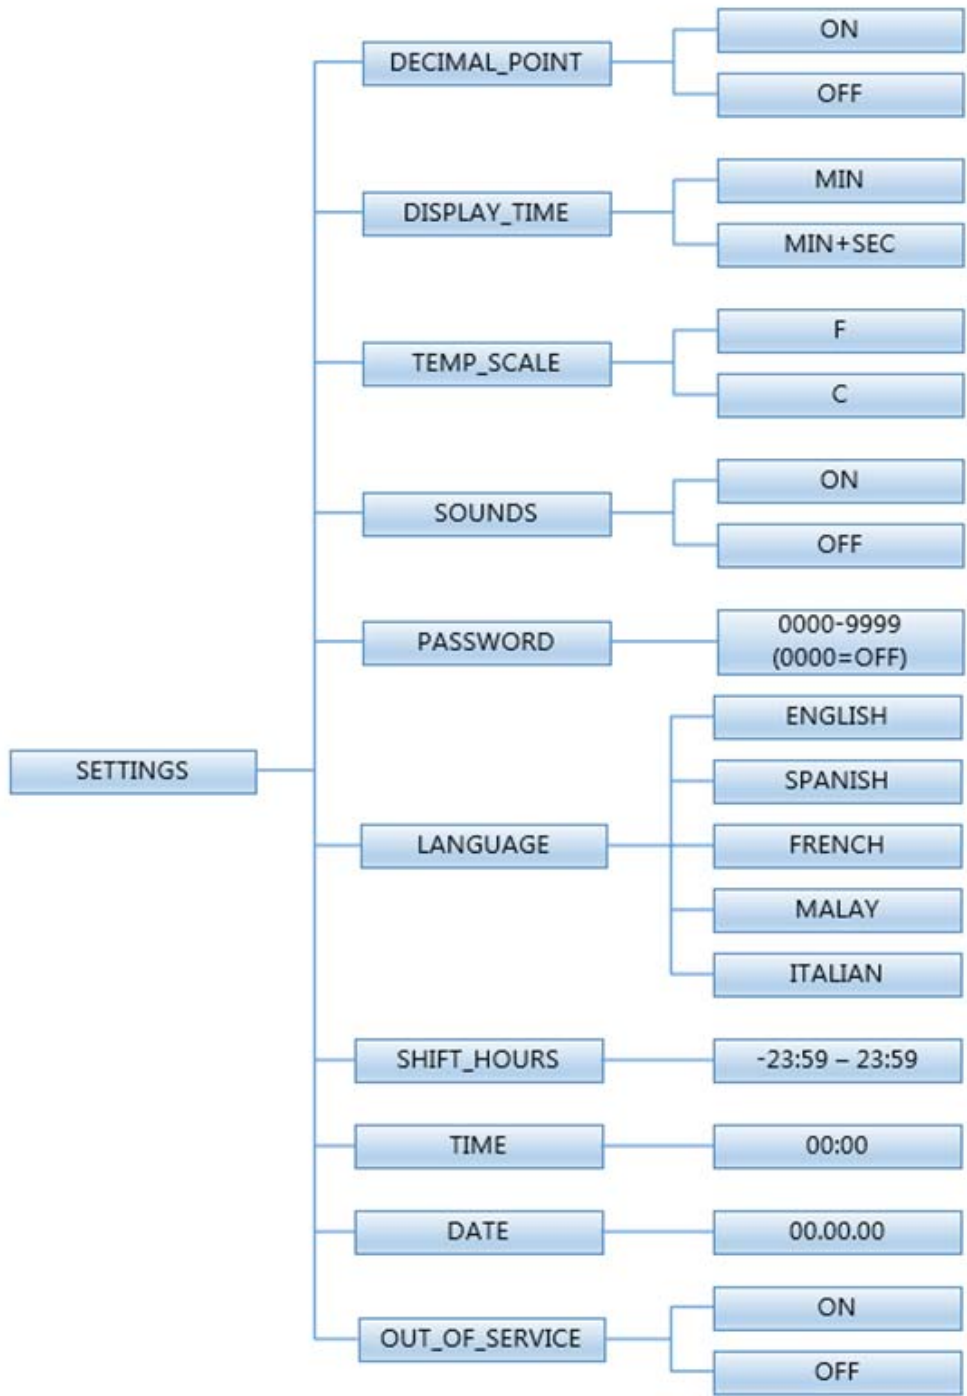 SETTINGS
DECIMAL_POINT
ON
OFF
DISPLAY_TIME
MIN
MIN+SEC
TEMP_SCALE
F
C
SOUNDS
ON
OFF
PASSWORD
0000-9999
(0000=OFF)
LANGUAGE
ENGLISH
SPANISH
FRENCH
MALAY
ITALIAN
SHIFT_HOURS
-23:59 – 23:59
TIME
00:00
DATE
00.00.00
OUT_OF_SERVICE
ON
OFF